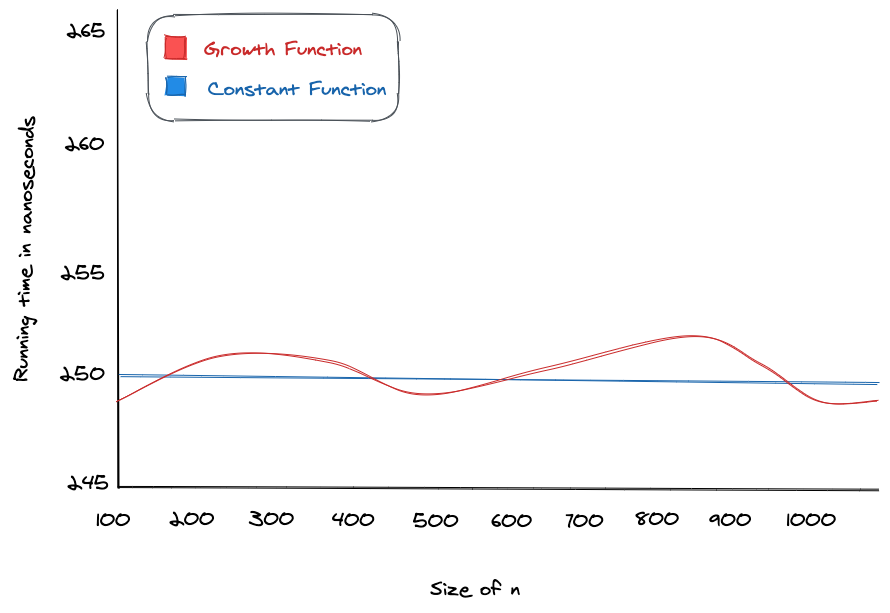 265
Growth Function
Constant Function
260
255
250
245
Running time in nanoseconds
100 200 300 400 500 600 700 800 900 1000
Size of n